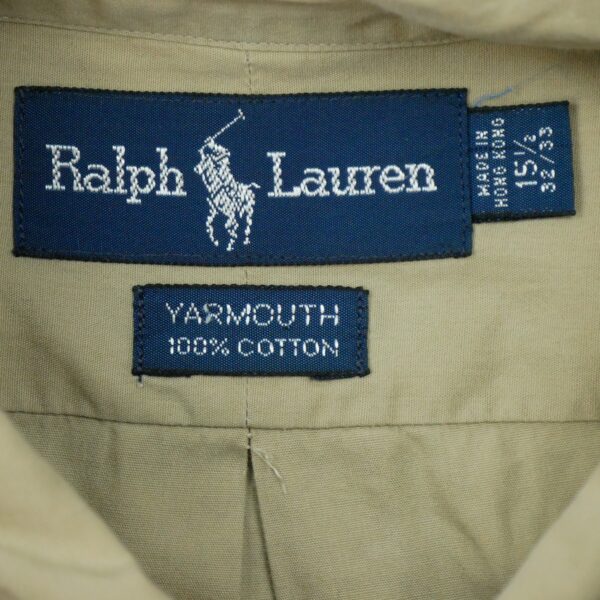 Ralph Lauren
MADE IN
HONG KONG
15½
32/33
YARMOUTH
100% COTTON